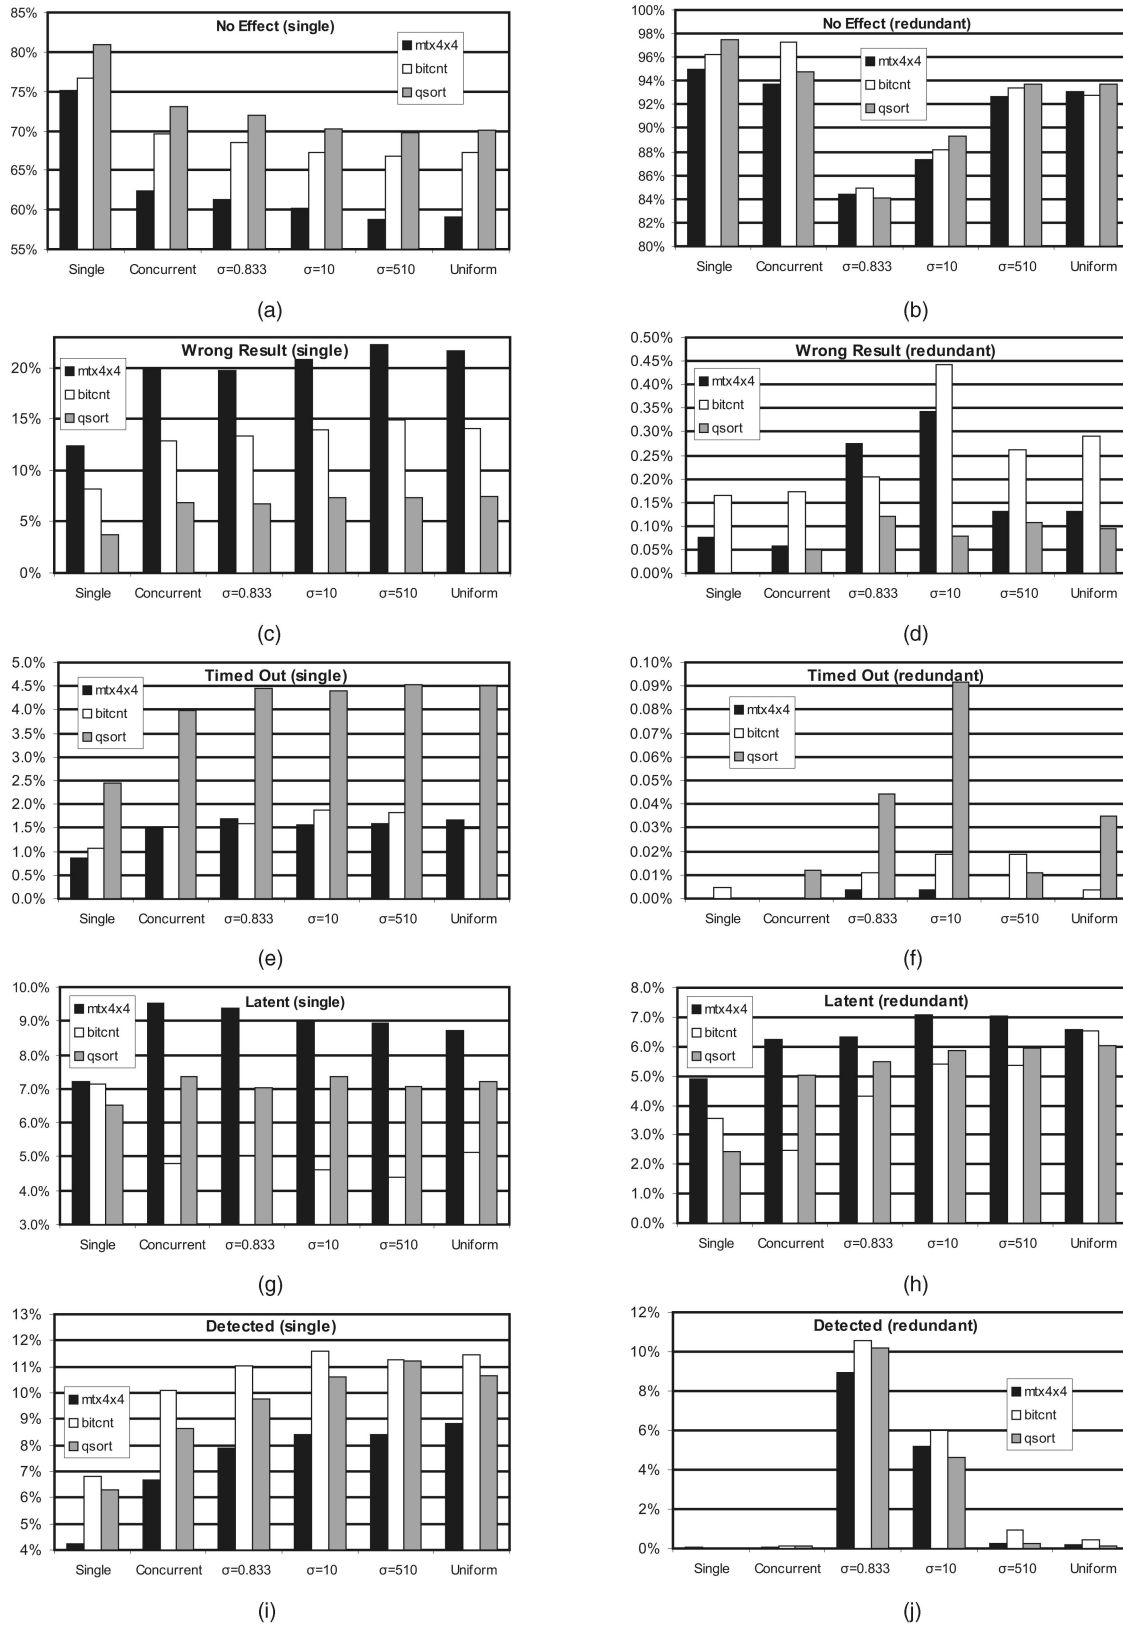 No Effect (single)
85%
80%
75%
70%
65%
60%
55%
mtx4x4
bitcnt
qsort
Single Concurrent σ=0.833 σ=10 σ=510 Uniform
(a)
No Effect (redundant)
100%
98%
96%
94%
92%
90%
88%
86%
84%
82%
80%
mtx4x4
bitcnt
qsort
Single Concurrent σ=0.833 σ=10 σ=510 Uniform
(b)
Wrong Result (single)
20%
15%
10%
5%
0%
mtx4x4
bitcnt
qsort
Single Concurrent σ=0.833 σ=10 σ=510 Uniform
(c)
Wrong Result (redundant)
0.50%
0.45%
0.40%
0.35%
0.30%
0.25%
0.20%
0.15%
0.10%
0.05%
0.00%
mtx4x4
bitcnt
qsort
Single Concurrent σ=0.833 σ=10 σ=510 Uniform
(d)
Timed Out (single)
5.0%
4.5%
4.0%
3.5%
3.0%
2.5%
2.0%
1.5%
1.0%
0.5%
0.0%
mtx4x4
bitcnt
qsort
Single Concurrent σ=0.833 σ=10 σ=510 Uniform
(e)
Timed Out (redundant)
0.10%
0.09%
0.08%
0.07%
0.06%
0.05%
0.04%
0.03%
0.02%
0.01%
0.00%
mtx4x4
bitcnt
qsort
Single Concurrent σ=0.833 σ=10 σ=510 Uniform
(f)
Latent (single)
10.0%
9.0%
8.0%
7.0%
6.0%
5.0%
4.0%
3.0%
mtx4x4
bitcnt
qsort
Single Concurrent σ=0.833 σ=10 σ=510 Uniform
(g)
Latent (redundant)
8.0%
7.0%
6.0%
5.0%
4.0%
3.0%
2.0%
1.0%
0.0%
mtx4x4
bitcnt
qsort
Single Concurrent σ=0.833 σ=10 σ=510 Uniform
(h)
Detected (single)
13%
12%
11%
10%
9%
8%
7%
6%
5%
4%
mtx4x4
bitcnt
qsort
Single Concurrent σ=0.833 σ=10 σ=510 Uniform
(i)
Detected (redundant)
12%
10%
8%
6%
4%
2%
0%
mtx4x4
bitcnt
qsort
Single Concurrent σ=0.833 σ=10 σ=510 Uniform
(j)